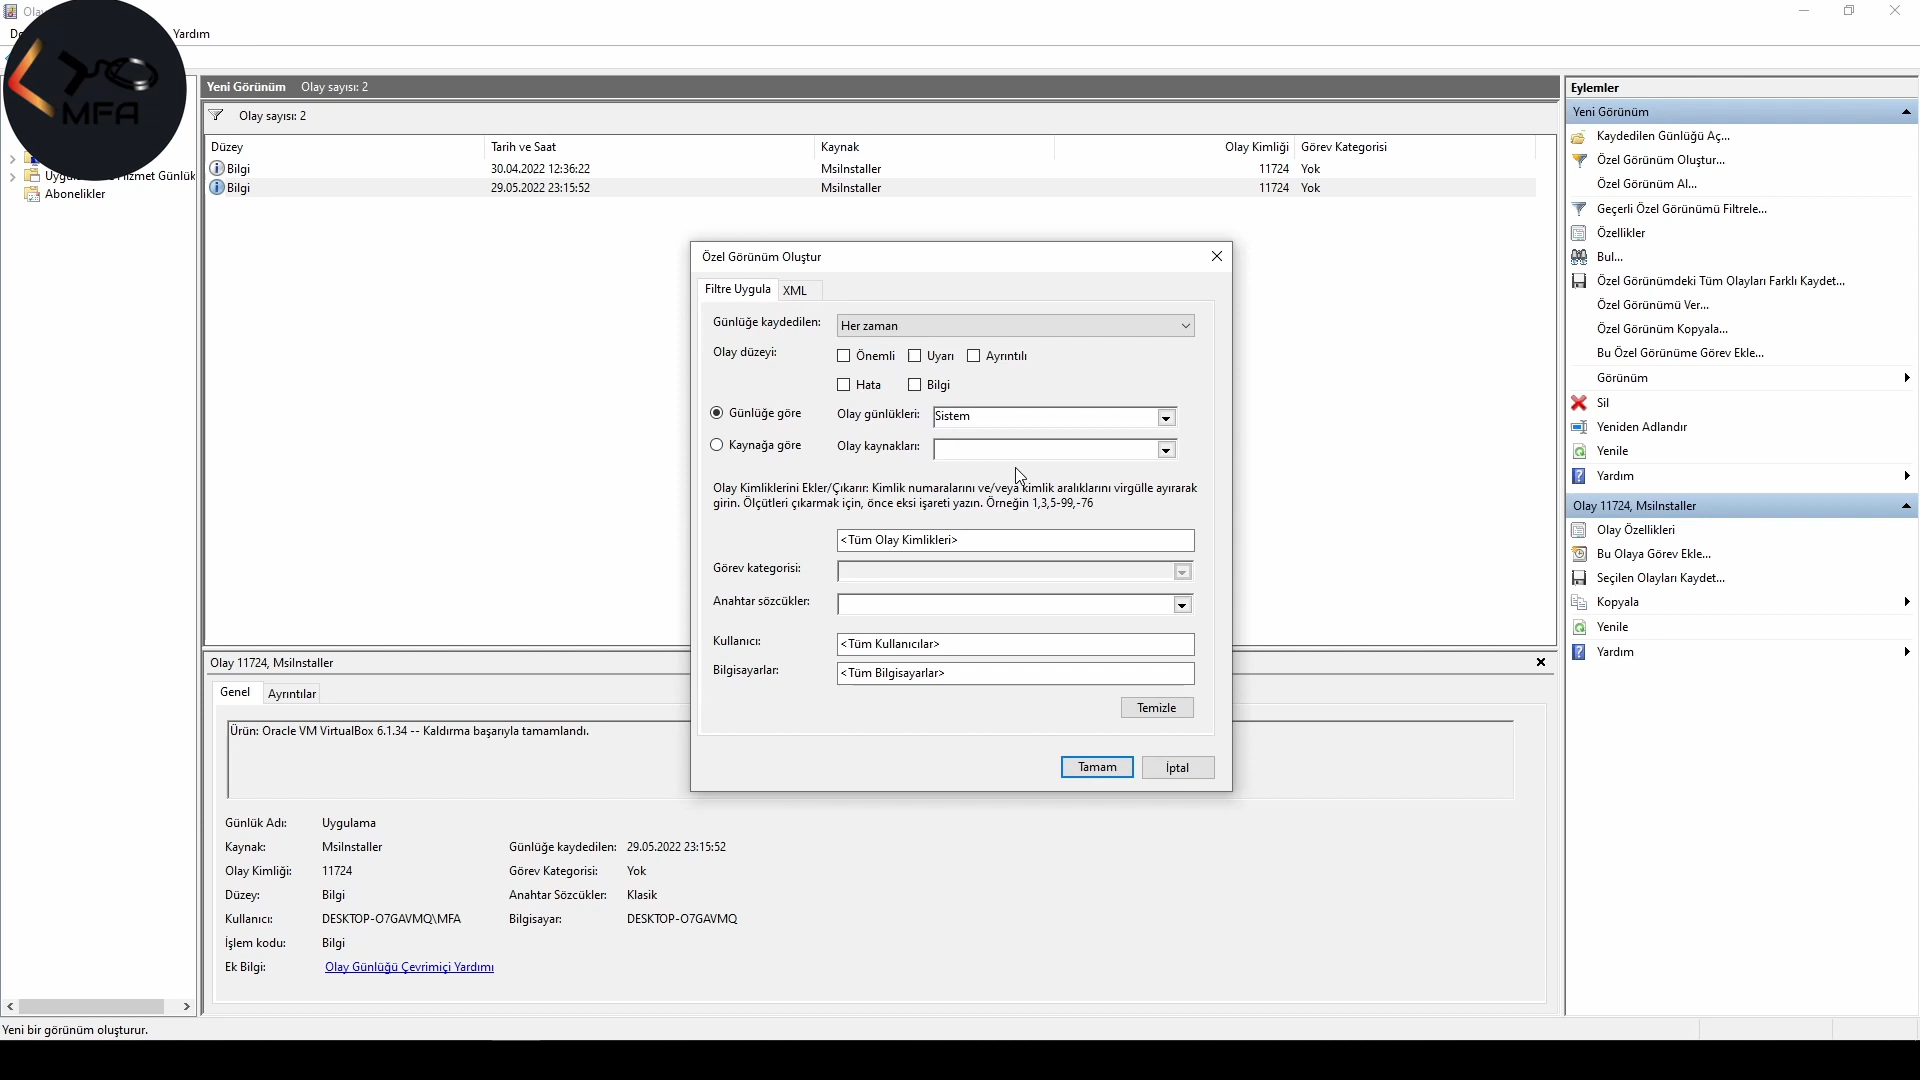 Yardım
MFA
Abonelikler
Yeni Görünüm Olay sayısı: 2
Olay sayısı: 2
Düzey Tarih ve Saat Kaynak Olay Kimliği Görev Kategorisi
Bilgi 30.04.2022 12:36:22 MsiInstaller 11724 Yok
Bilgi 29.05.2022 23:15:52 MsiInstaller 11724 Yok
Özel Görünüm Oluştur
Filtre Uygula XML
Günlüğe kaydedilen: Her zaman
Olay düzeyi: Önemli Uyarı Ayrıntılı
Hata Bilgi
Günlüğe göre Olay günlükleri: Sistem
Kaynağa göre Olay kaynakları:
Olay Kimliklerini Ekler/Çıkarır: Kimlik numaralarını ve/veya kimlik aralıklarını virgülle ayırarak
girin. Ölçütleri çıkarmak için, önce eksi işareti yazın. Örneğin 1,3,5-99,-76
<Tüm Olay Kimlikleri>
Görev kategorisi:
Anahtar sözcükler:
Kullanıcı: <Tüm Kullanıcılar>
Bilgisayarlar: <Tüm Bilgisayarlar>
Temizle
Tamam İptal
Olay 11724, MsiInstaller
Genel Ayrıntılar
Ürün: Oracle VM VirtualBox 6.1.34 -- Kaldırma başarıyla tamamlandı.
Günlük Adı: Uygulama
Kaynak: MsiInstaller Günlüğe kaydedilen: 29.05.2022 23:15:52
Olay Kimliği: 11724 Görev Kategorisi: Yok
Düzey: Bilgi Anahtar Sözcükler: Klasik
Kullanıcı: DESKTOP-O7GAVMQ\MFA Bilgisayar: DESKTOP-O7GAVMQ
İşlem kodu: Bilgi
Ek Bilgi: Olay Günlüğü Çevrimiçi Yardımı
Eylemler
Yeni Görünüm
Kaydedilen Günlüğü Aç...
Özel Görünüm Oluştur...
Özel Görünüm Al...
Geçerli Özel Görünümü Filtrele...
Özellikler
Bul...
Özel Görünümdeki Tüm Olayları Farklı Kaydet...
Özel Görünümü Ver...
Özel Görünüm Kopyala...
Bu Özel Görünüme Görev Ekle...
Görünüm
Sil
Yeniden Adlandır
Yenile
Yardım
Olay 11724, MsiInstaller
Olay Özellikleri
Bu Olaya Görev Ekle...
Seçilen Olayları Kaydet...
Kopyala
Yenile
Yardım
Yeni bir görünüm oluşturur.